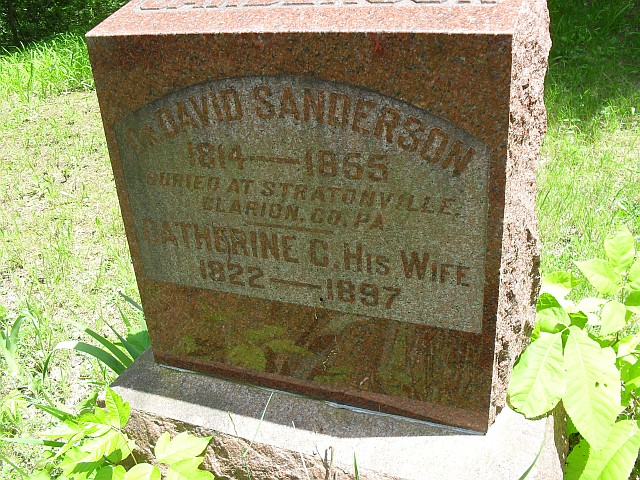 DR. DAVID SANDERSON
1814—1855
BURIED AT STRATONVILLE,
CLARION, CO, PA
CATHERINE C. HIS WIFE
1822—1897